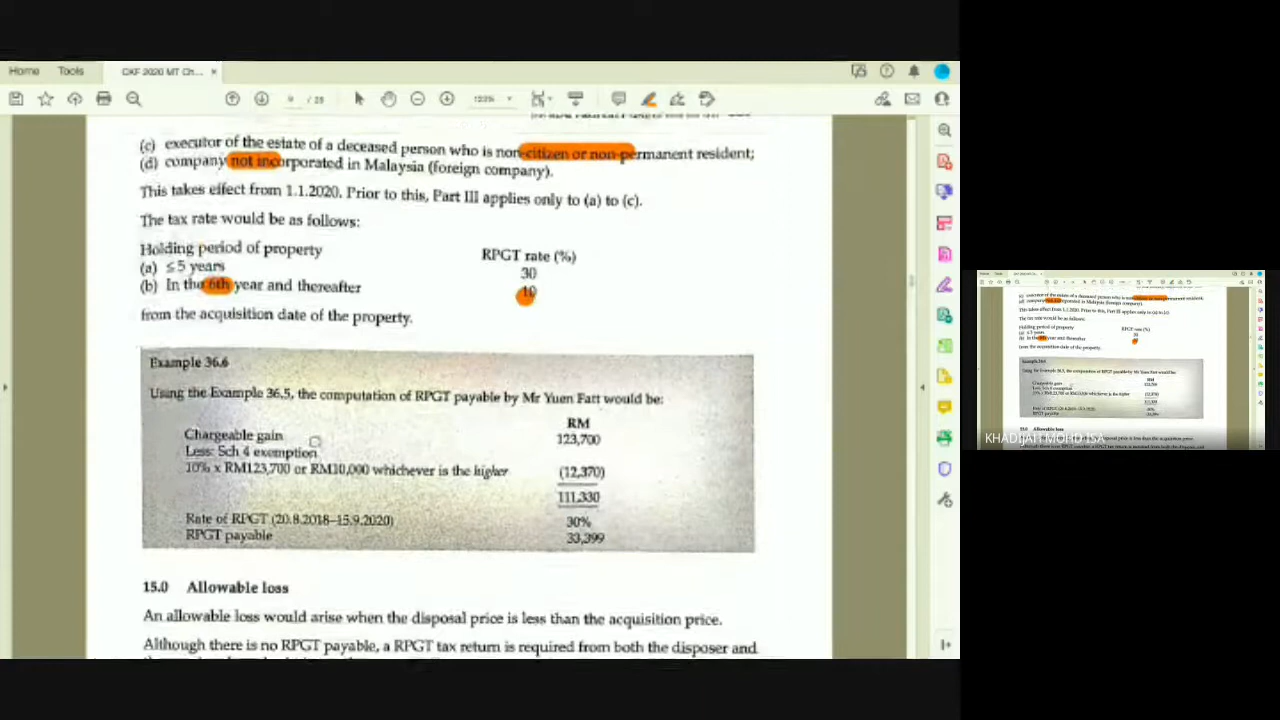 Home Tools CKF 2020 MT Ch... ×
9 / 25
(c) executor of the estate of a deceased person who is non-citizen or non-permanent resident;
(d) company not incorporated in Malaysia (foreign company).
This takes effect from 1.1.2020. Prior to this, Part III applies only to (a) to (c).
The tax rate would be as follows:
Holding period of property RPGT rate (%)
(a) ≤ 5 years 30
(b) In the 6th year and thereafter 10
from the acquisition date of the property.
Example 36.6
Using the Example 36.5, the computation of RPGT payable by Mr Yuen Fatt would be:
RM
Chargeable gain 123,700
Less: Sch 4 exemption
10% x RM123,700 or RM10,000 whichever is the higher (12,370)
111,330
Rate of RPGT (20.8.2018–15.9.2020) 30%
RPGT payable 33,399
15.0 Allowable loss
An allowable loss would arise when the disposal price is less than the acquisition price.
Although there is no RPGT payable, a RPGT tax return is required from both the disposer and
KHADIJAH MOHD ISA